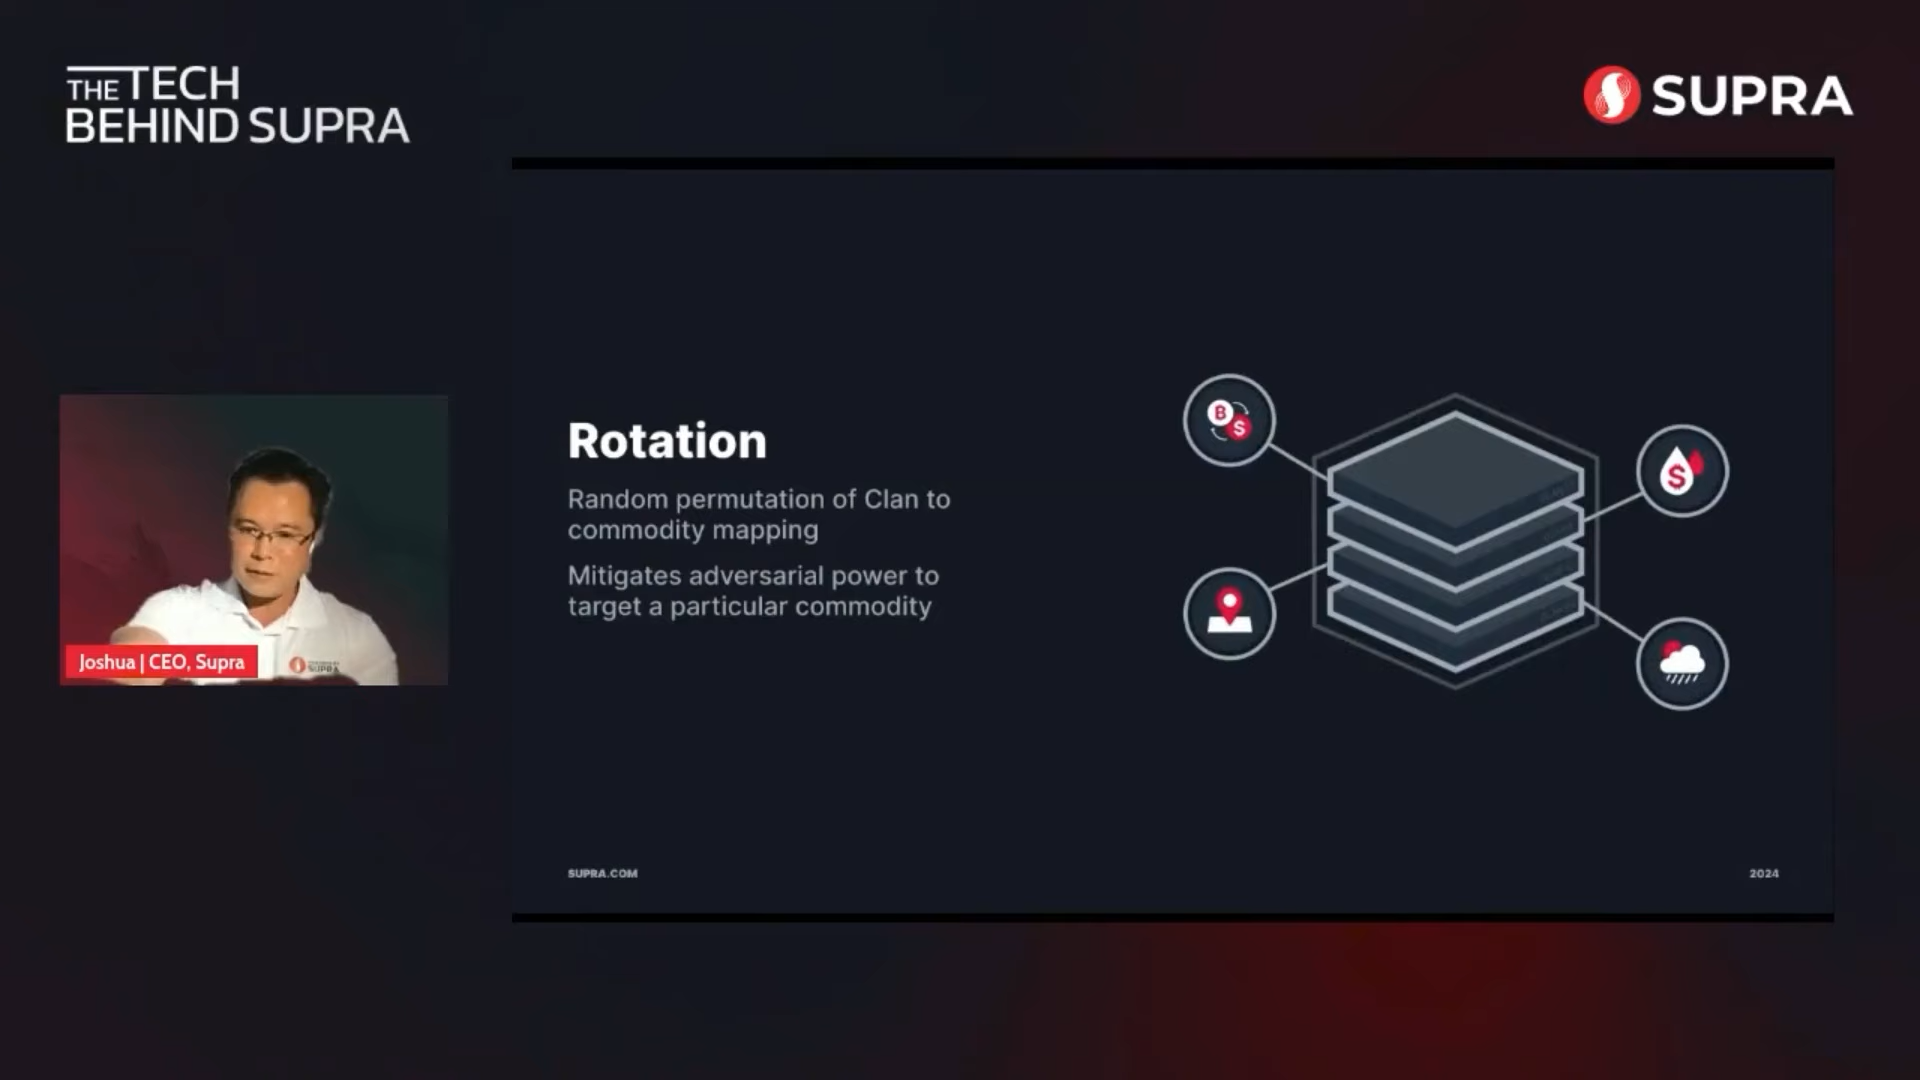 THE TECH
BEHIND SUPRA
SUPRA
Rotation
Random permutation of Clan to
commodity mapping
Mitigates adversarial power to
target a particular commodity
B
S
S
Joshua | CEO, Supra
SUPRA
SUPRA.COM
2024